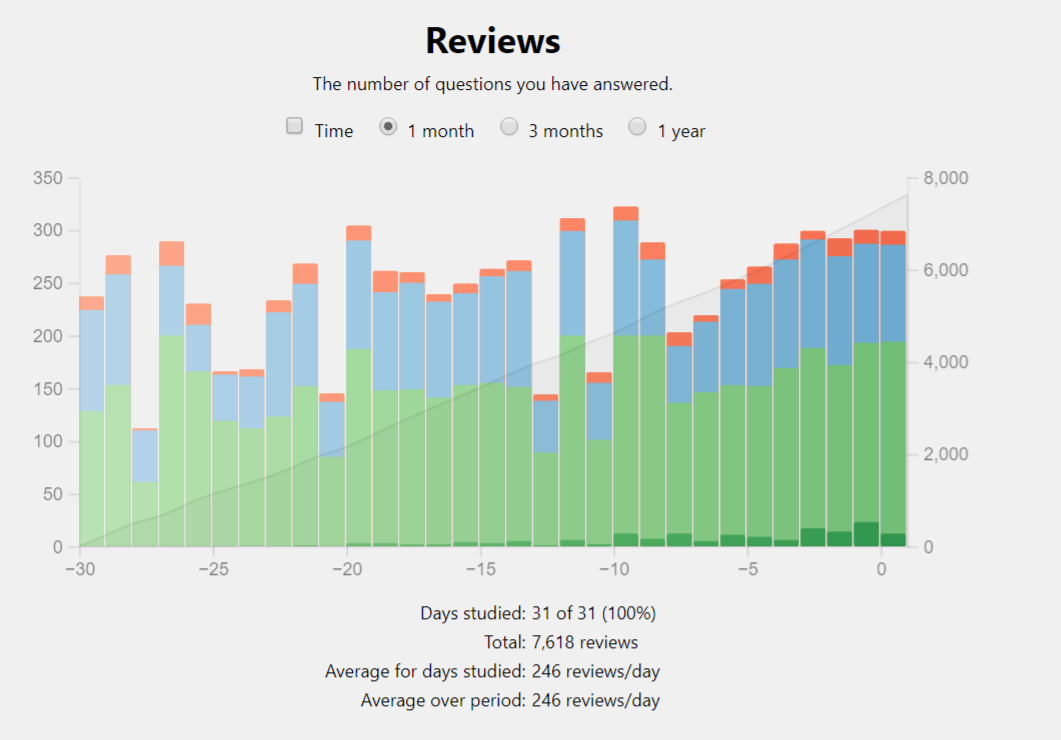 Reviews
The number of questions you have answered.
Time 1 month 3 months 1 year
350 8,000
300
250 6,000
200
150 4,000
100 2,000
50
0 0
−30 −25 −20 −15 −10 −5 0
Days studied: 31 of 31 (100%)
Total: 7,618 reviews
Average for days studied: 246 reviews/day
Average over period: 246 reviews/day